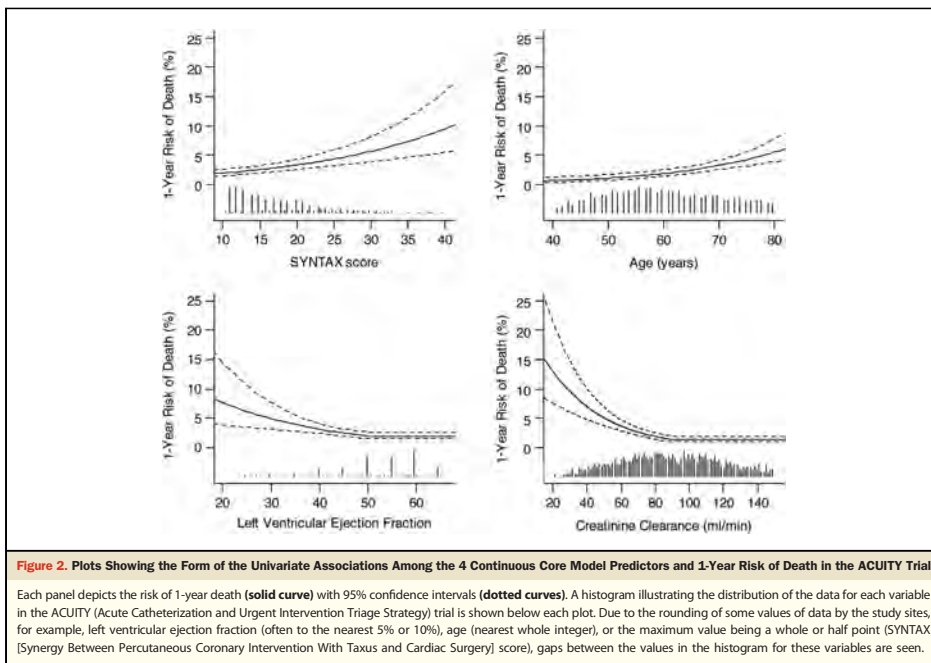 25
20
15
10
5
0
1-Year Risk of Death (%)
10 15 20 25 30 35 40
SYNTAX score
25
20
15
10
5
0
1-Year Risk of Death (%)
40 50 60 70 80
Age (years)
25
20
15
10
5
0
1-Year Risk of Death (%)
20 30 40 50 60
Left Ventricular Ejection Fraction
25
20
15
10
5
0
1-Year Risk of Death (%)
20 40 60 80 100 120 140
Creatinine Clearance (ml/min)
Figure 2. Plots Showing the Form of the Univariate Associations Among the 4 Continuous Core Model Predictors and 1-Year Risk of Death in the ACUITY Trial
Each panel depicts the risk of 1-year death (solid curve) with 95% confidence intervals (dotted curves). A histogram illustrating the distribution of the data for each variable
in the ACUITY (Acute Catheterization and Urgent Intervention Triage Strategy) trial is shown below each plot. Due to the rounding of some values of data by the study sites,
for example, left ventricular ejection fraction (often to the nearest 5% or 10%), age (nearest whole integer), or the maximum value being a whole or half point (SYNTAX
[Synergy Between Percutaneous Coronary Intervention With Taxus and Cardiac Surgery] score), gaps between the values in the histogram for these variables are seen.